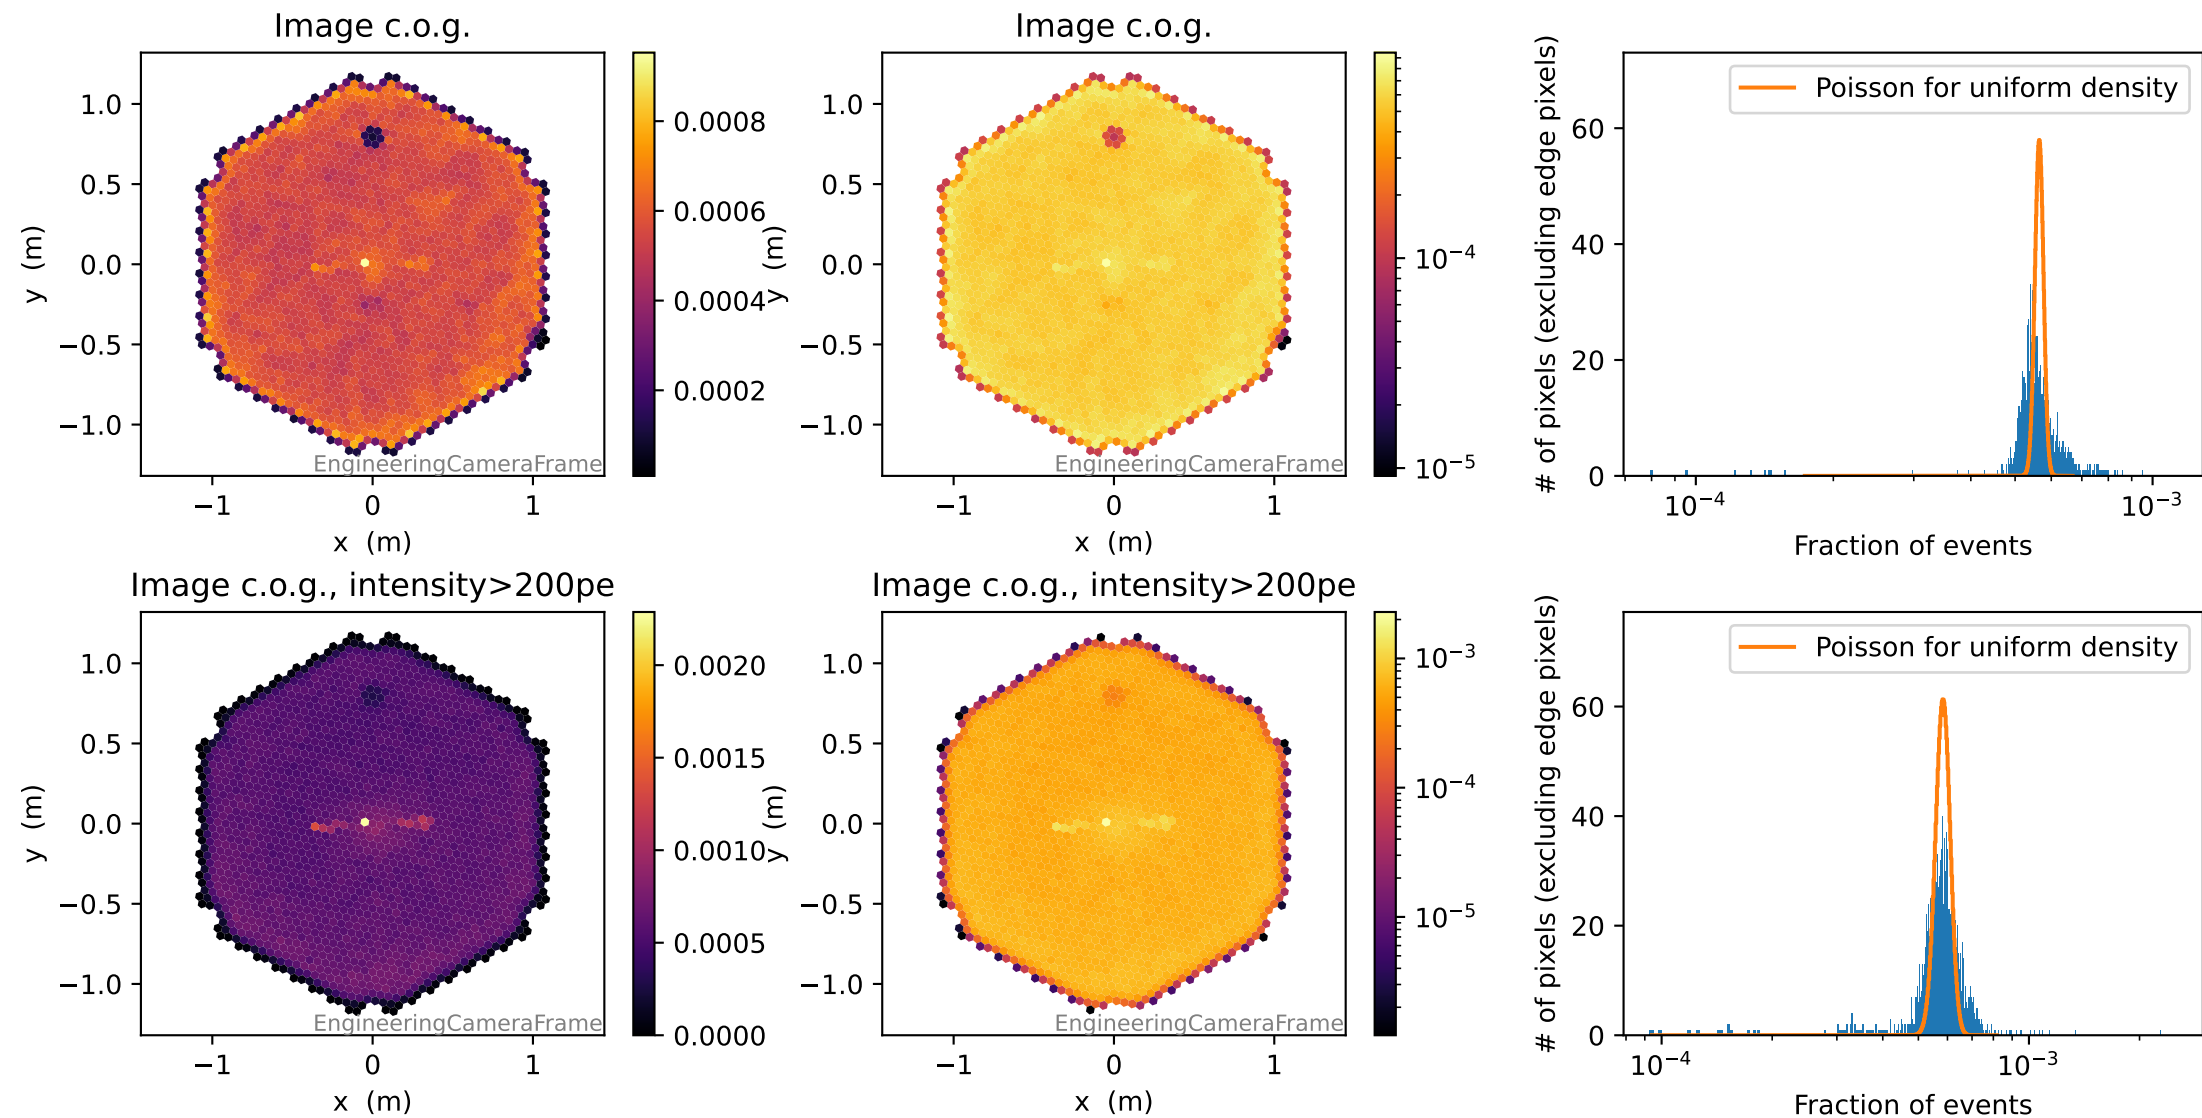 Image c.o.g.
1.0
0.5
0.0
−0.5
−1.0
y (m)
−1 0 1
x (m)
EngineeringCameraFrame
0.0008
0.0006
0.0004
0.0002
Image c.o.g.
1.0
0.5
0.0
−0.5
−1.0
y (m)
−1 0 1
x (m)
EngineeringCameraFrame
10⁻⁴
10⁻⁵
Poisson for uniform density
60
40
20
0
# of pixels (excluding edge pixels)
10⁻⁴ 10⁻³
Fraction of events
Image c.o.g., intensity>200pe
1.0
0.5
0.0
−0.5
−1.0
y (m)
−1 0 1
x (m)
EngineeringCameraFrame
0.0020
0.0015
0.0010
0.0005
0.0000
Image c.o.g., intensity>200pe
1.0
0.5
0.0
−0.5
−1.0
y (m)
−1 0 1
x (m)
EngineeringCameraFrame
10⁻³
10⁻⁴
10⁻⁵
Poisson for uniform density
60
40
20
0
# of pixels (excluding edge pixels)
10⁻⁴ 10⁻³
Fraction of events